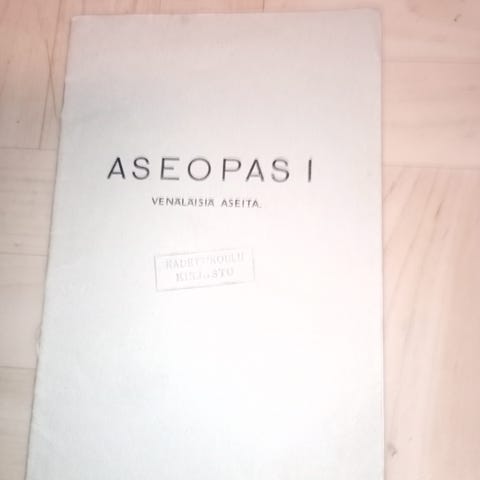 ASEOPAS I
VENÄLÄISIÄ ASEITA.
KADETTIKOULU
KIRJASTO